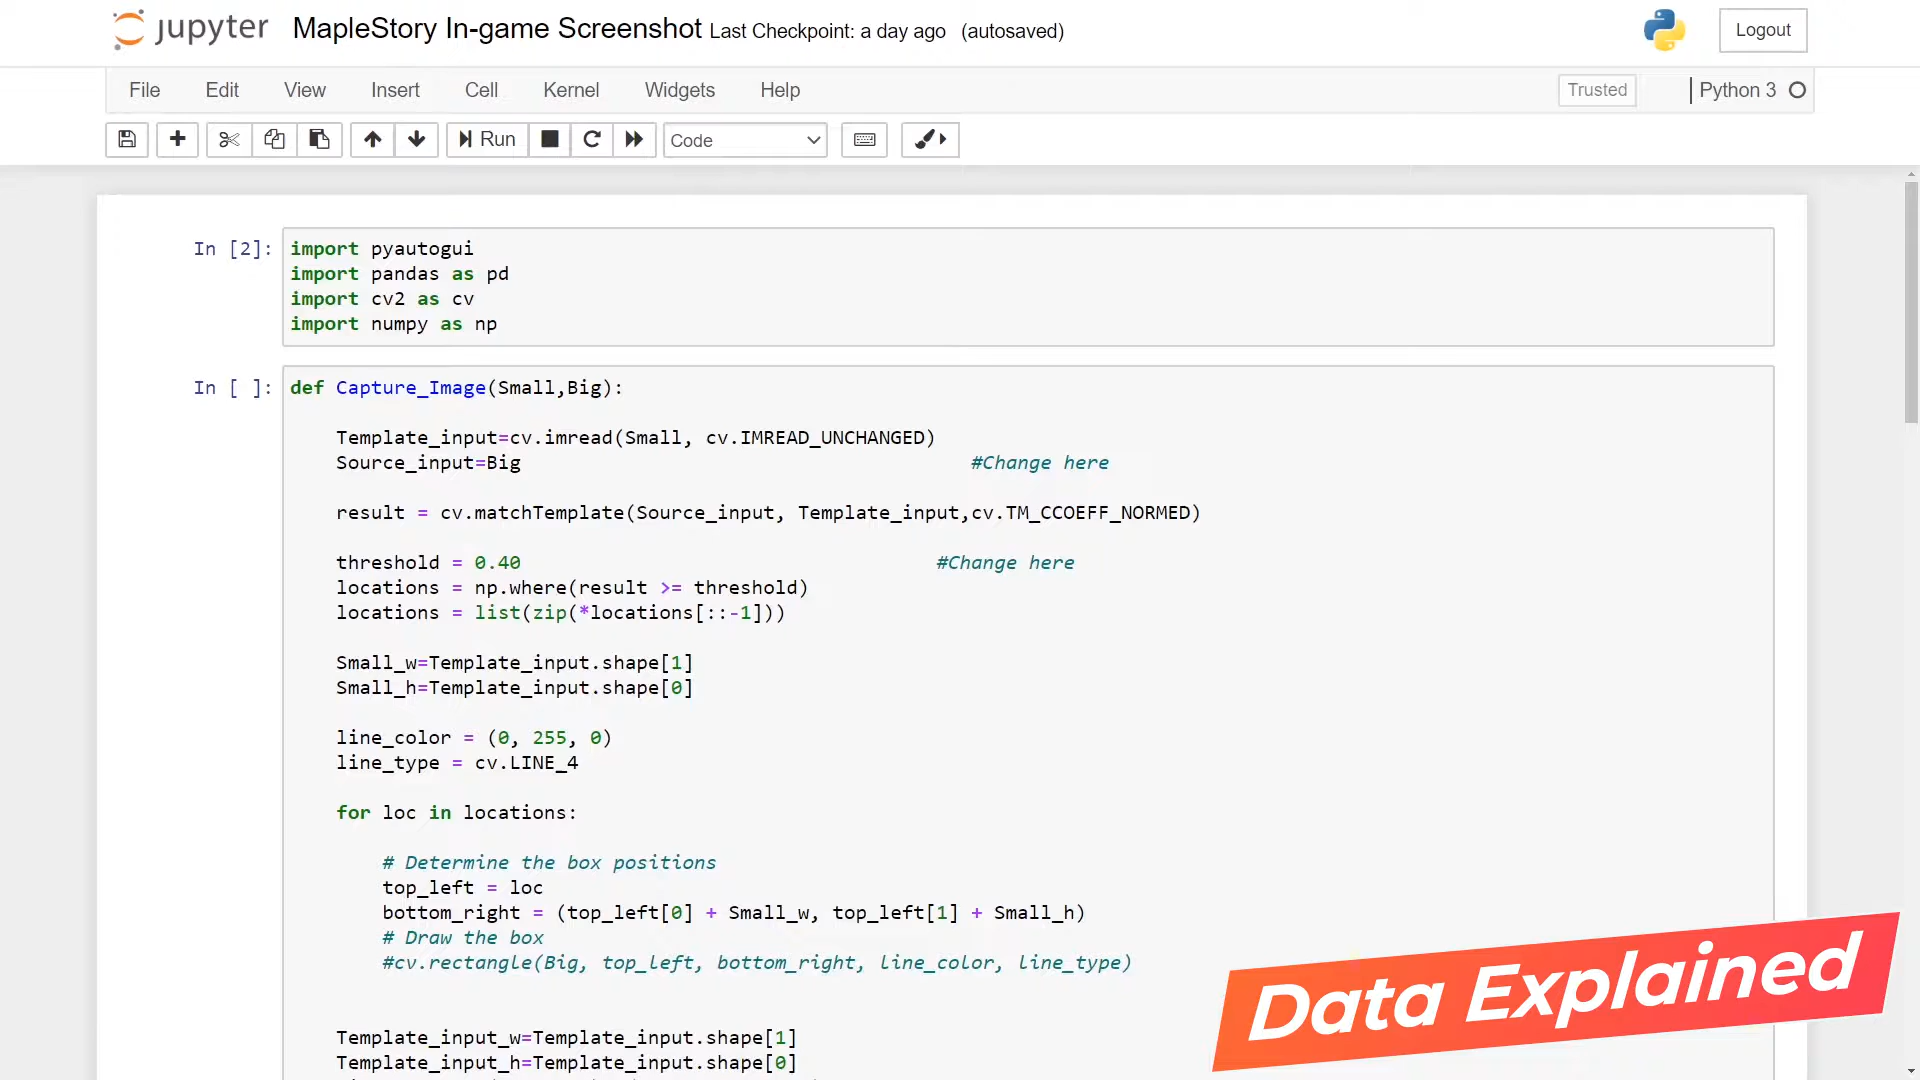 jupyter MapleStory In-game Screenshot Last Checkpoint: a day ago (autosaved) Logout
File Edit View Insert Cell Kernel Widgets Help Trusted Python 3
Run Code
In [2]: import pyautogui
import pandas as pd
import cv2 as cv
import numpy as np
In [ ]: def Capture_Image(Small,Big):
Template_input=cv.imread(Small, cv.IMREAD_UNCHANGED)
Source_input=Big #Change here
result = cv.matchTemplate(Source_input, Template_input,cv.TM_CCOEFF_NORMED)
threshold = 0.40 #Change here
locations = np.where(result >= threshold)
locations = list(zip(*locations[::-1]))
Small_w=Template_input.shape[1]
Small_h=Template_input.shape[0]
line_color = (0, 255, 0)
line_type = cv.LINE_4
for loc in locations:
# Determine the box positions
top_left = loc
bottom_right = (top_left[0] + Small_w, top_left[1] + Small_h)
# Draw the box
#cv.rectangle(Big, top_left, bottom_right, line_color, line_type)
Template_input_w=Template_input.shape[1]
Template_input_h=Template_input.shape[0]
Data Explained